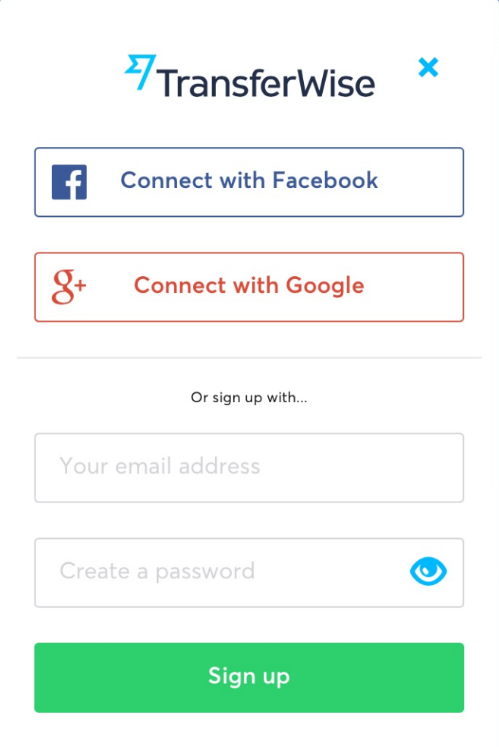 TransferWise
Connect with Facebook
g+ Connect with Google
Or sign up with...
Your email address
Create a password
Sign up